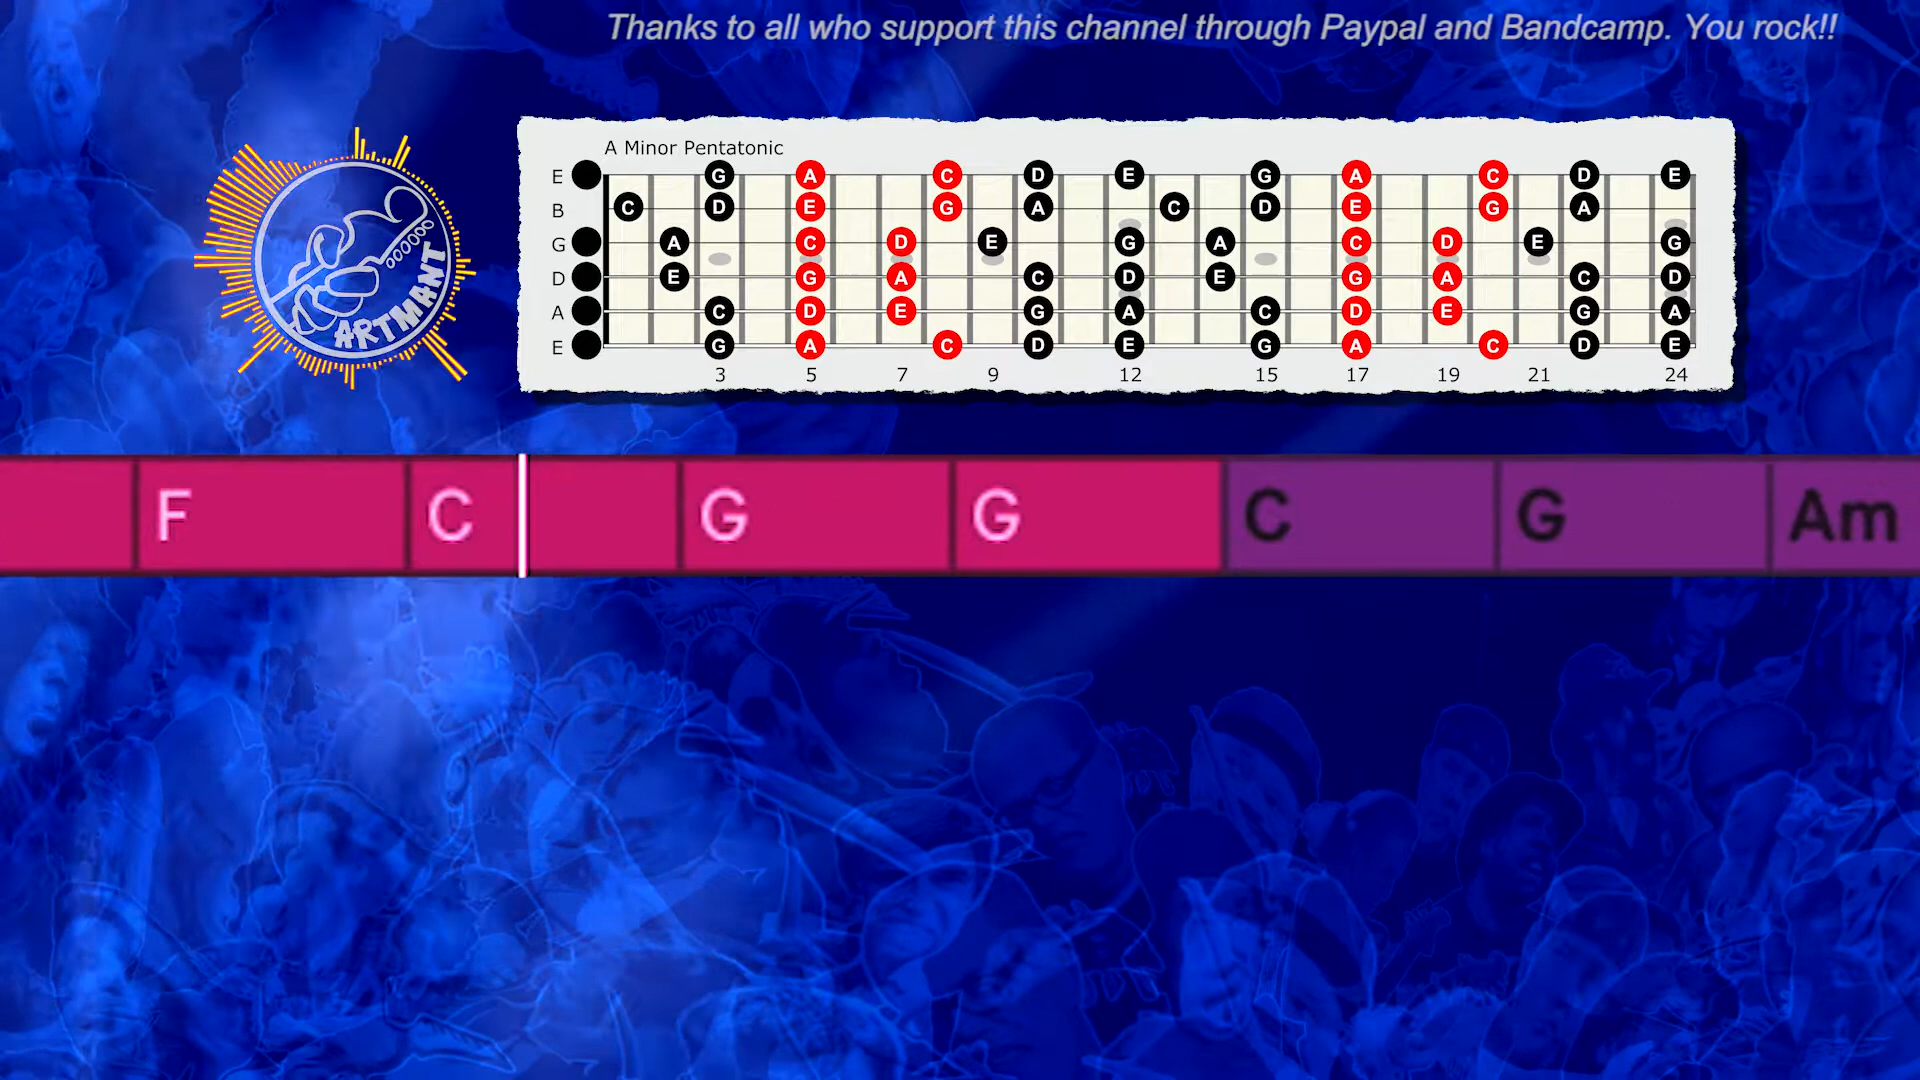 Thanks to all who support this channel through Paypal and Bandcamp. You rock!!
A Minor Pentatonic
E G A C D E G A C D E
B C D E G A C D E G A
G A C D E G A C D E G
D E G A C D E G A C D
A C D E G A C D E G A
E G A C D E G A C D E
3 5 7 9 12 15 17 19 21 24
ARTMANT
F C G G C G Am